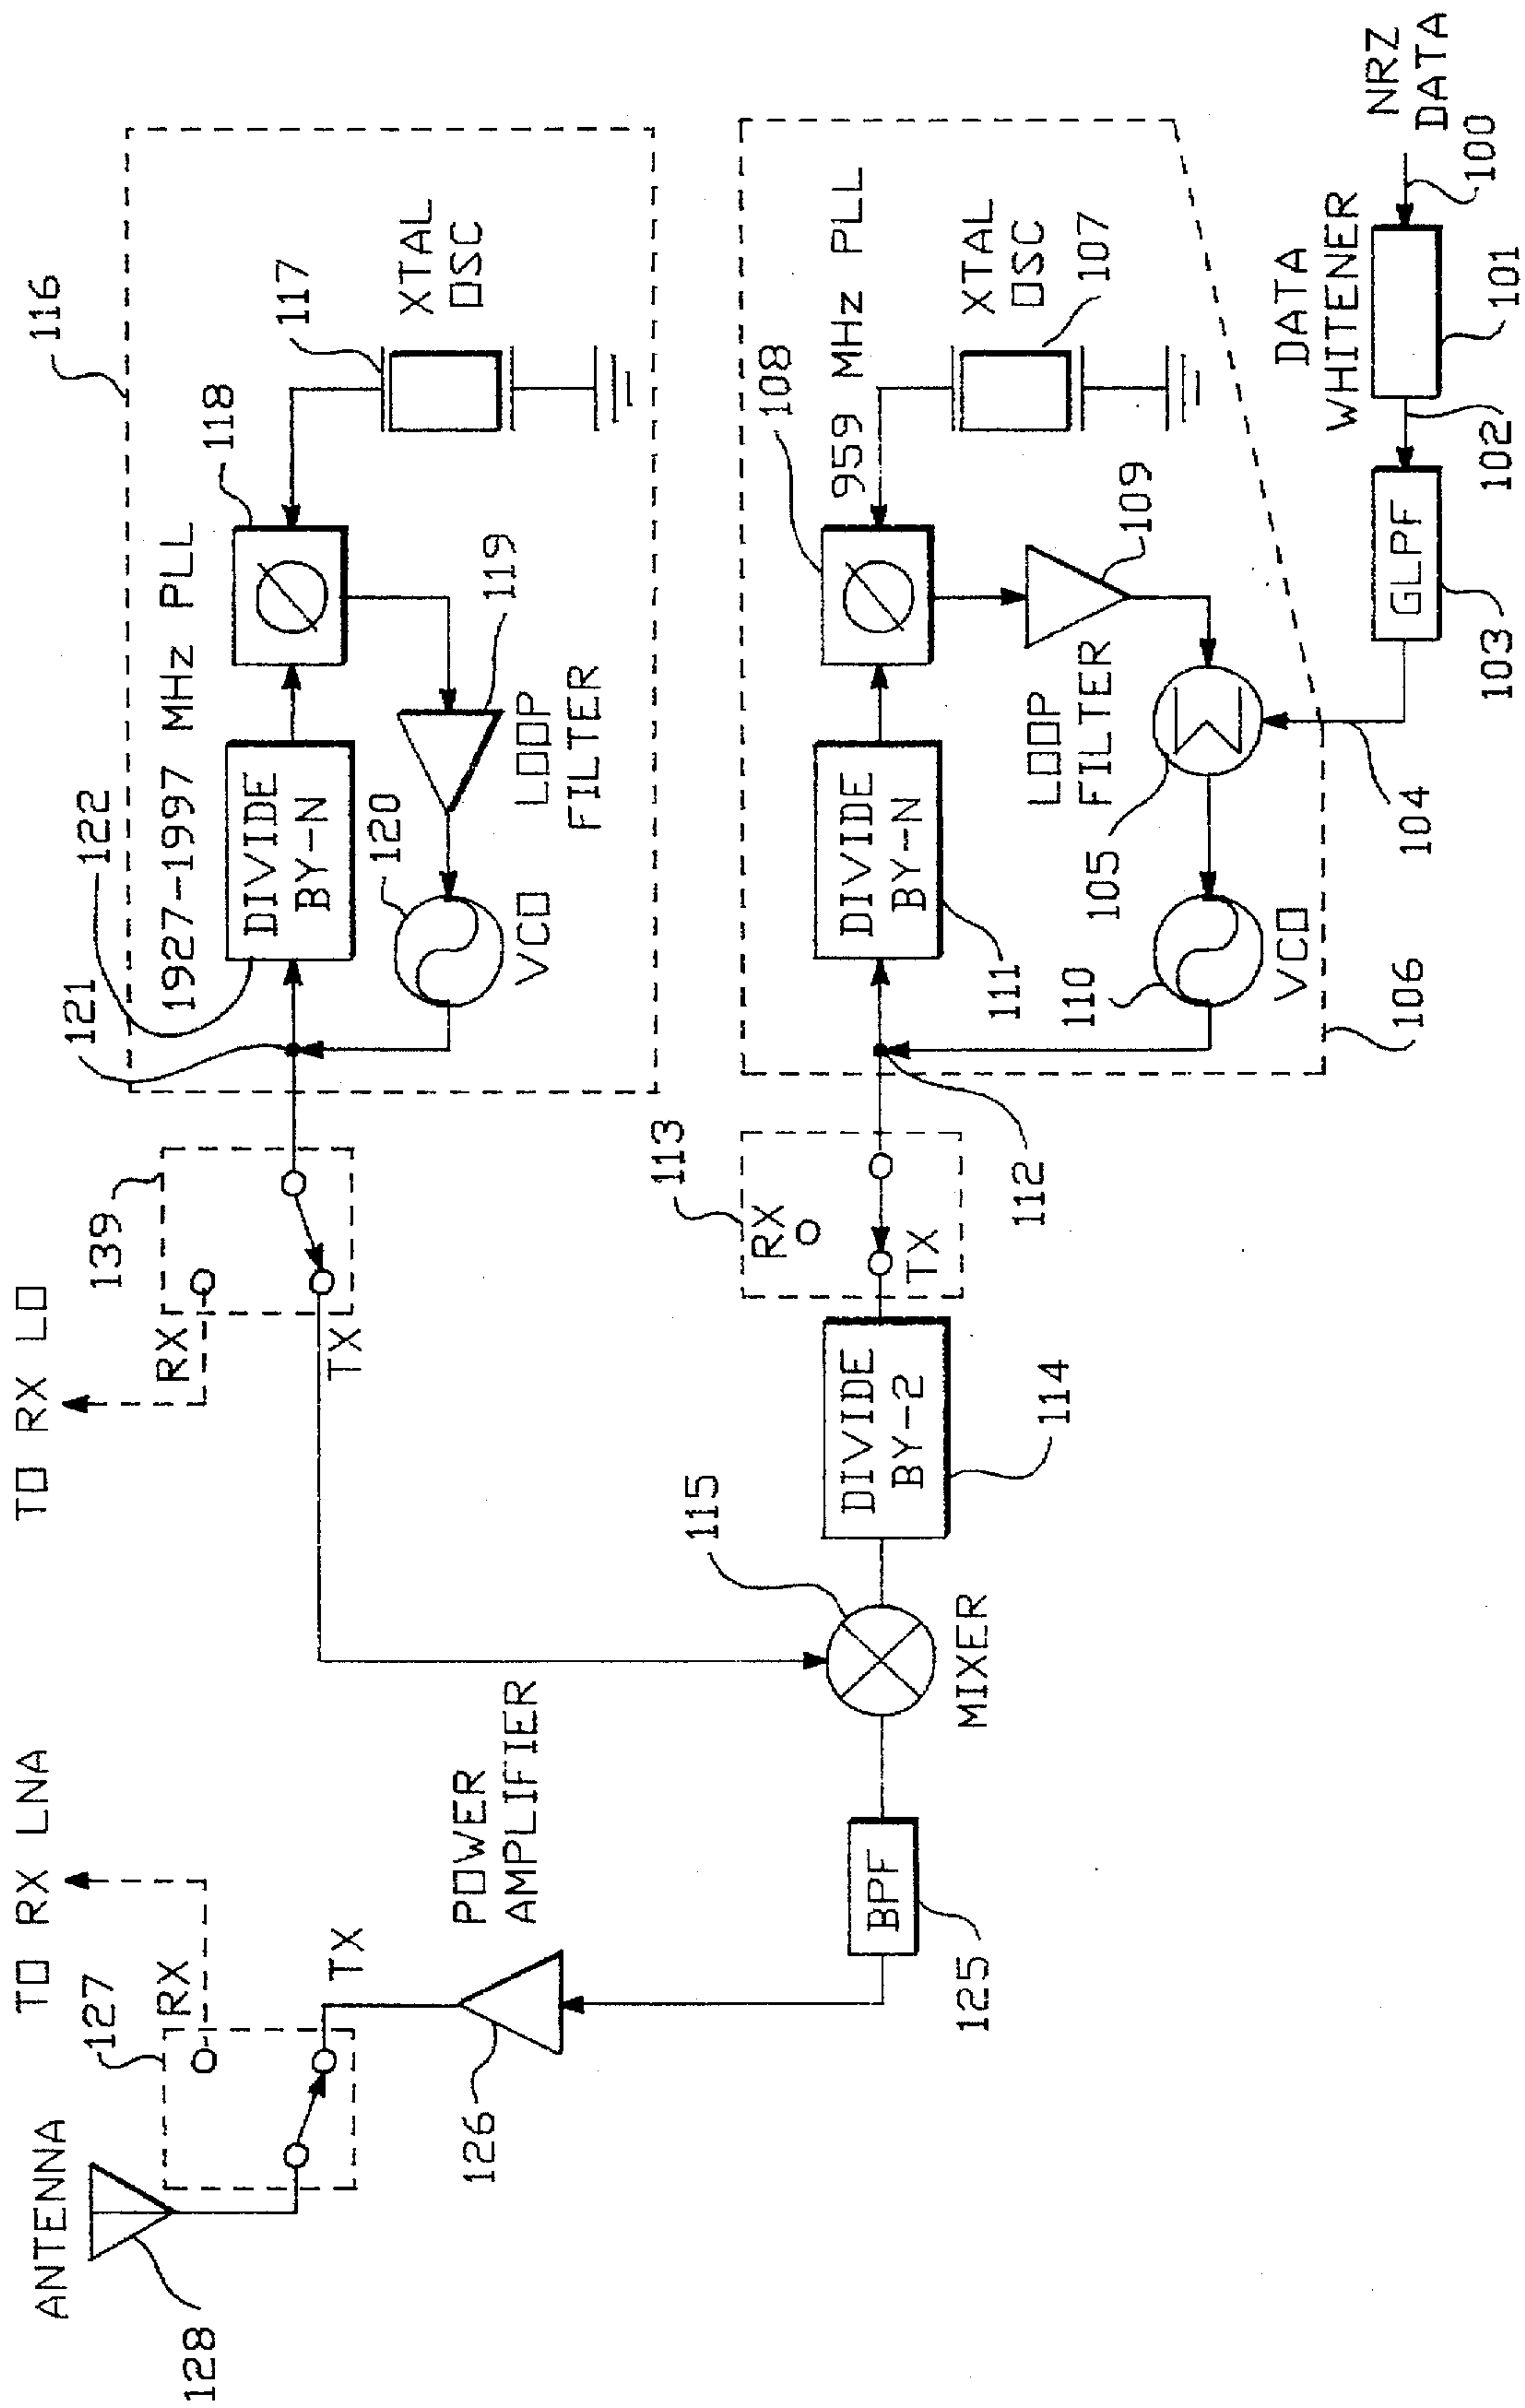 ANTENNA
128
127
RX
TX
TO RX LNA
POWER
AMPLIFIER
126
BPF
125
MIXER
115
DIVIDE
BY-2
114
TO RX LO
139
RX
TX
113
RX
TX
112
116
1927-1997 MHz PLL
121
122
DIVIDE
BY-N
118
117
XTAL
OSC
119
LOOP
FILTER
120
VCO
959 MHz PLL
108
DIVIDE
BY-N
111
XTAL
OSC
107
109
LOOP
FILTER
105
110
VCO
106
104
GLPF
103
102
DATA
WHITENER
101
100
NRZ
DATA